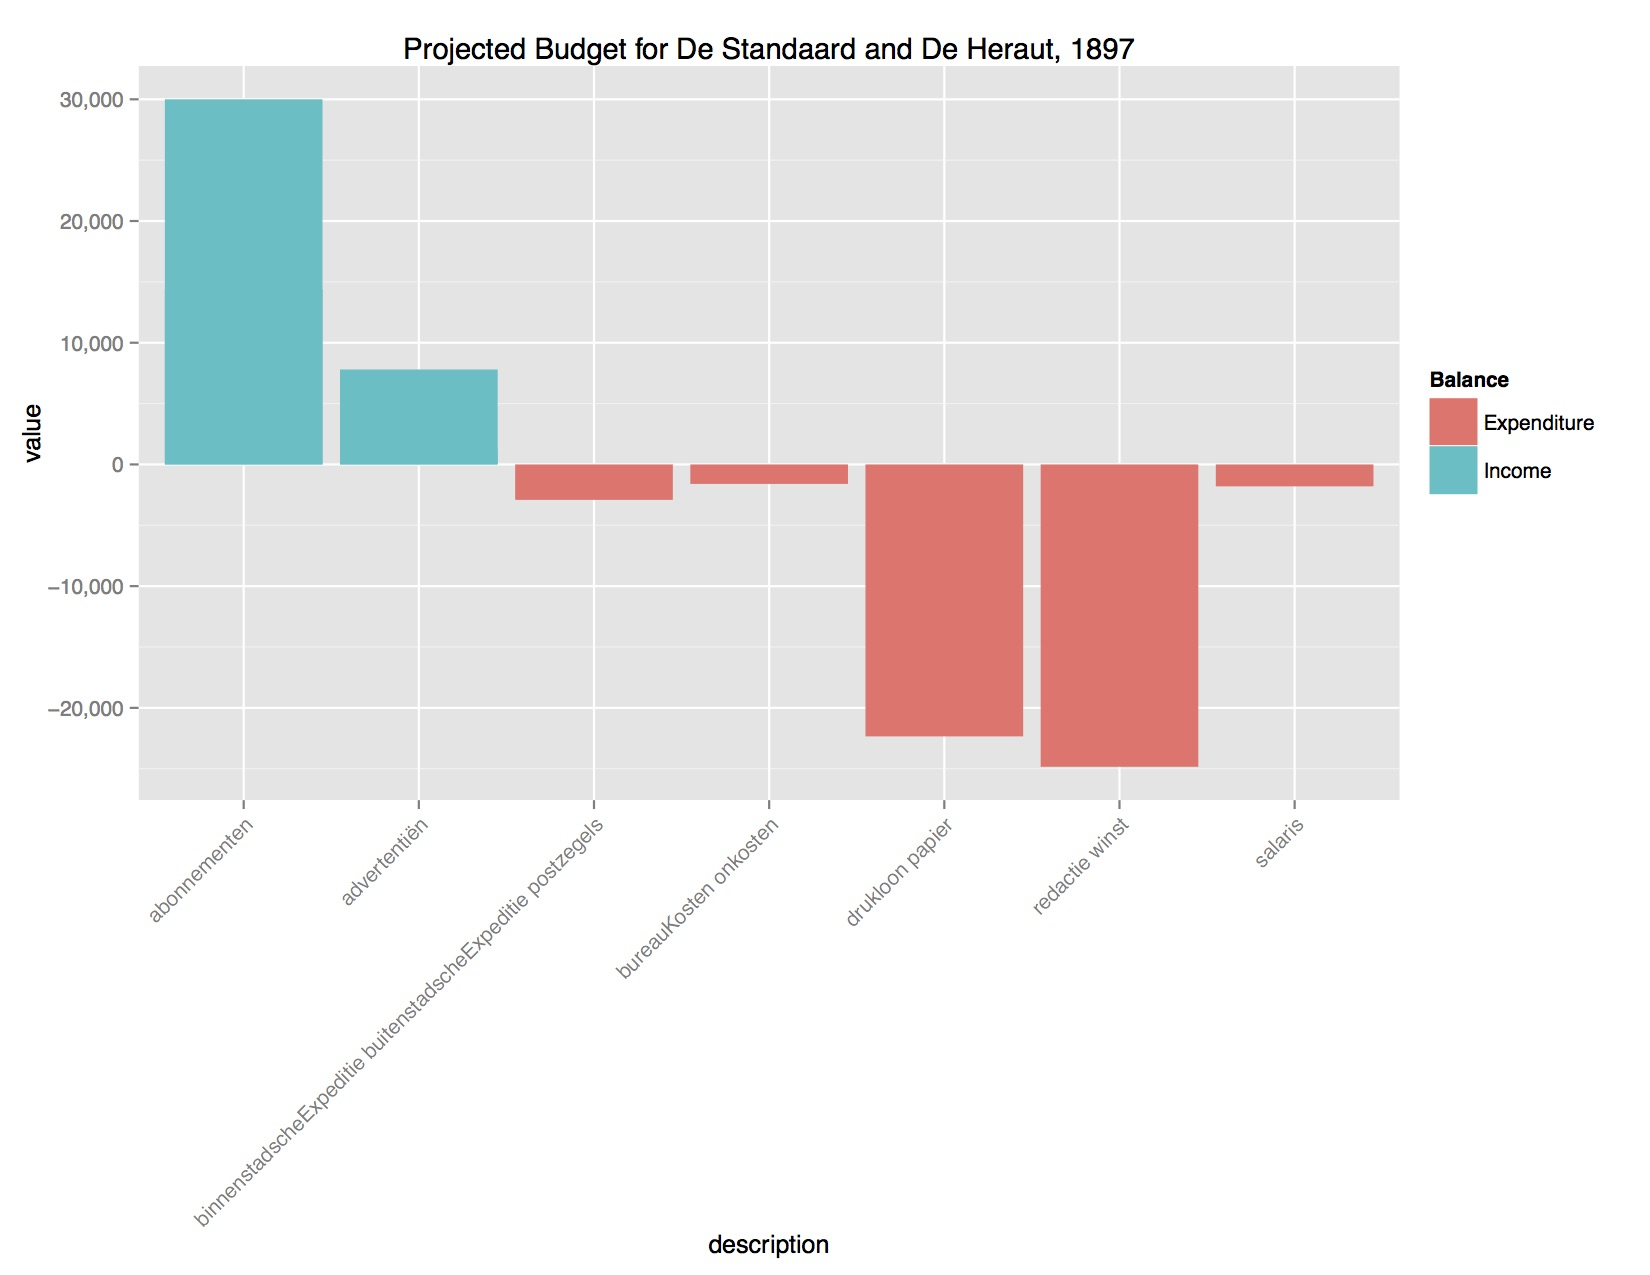 Projected Budget for De Standaard and De Heraut, 1897
30,000
20,000
10,000
0
−10,000
−20,000
value
abonnementen
advertentiën
binnenstadscheExpeditie buitenstadscheExpeditie postzegels
bureauKosten onkosten
drukloon papier
redactie winst
salaris
description
Balance
Expenditure
Income